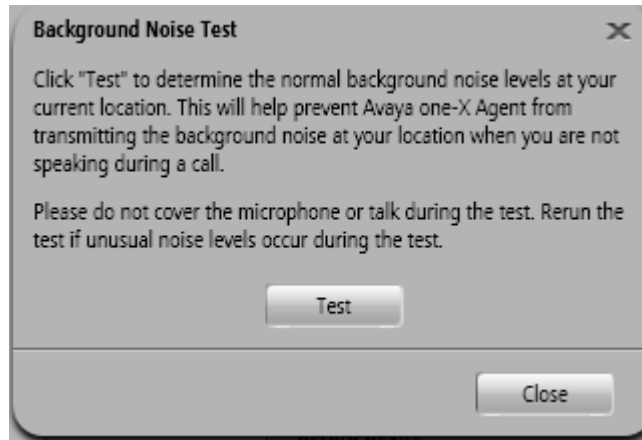 Background Noise Test
Click "Test" to determine the normal background noise levels at your
current location. This will help prevent Avaya one-X Agent from
transmitting the background noise at your location when you are not
speaking during a call.
Please do not cover the microphone or talk during the test. Rerun the
test if unusual noise levels occur during the test.
Test
Close